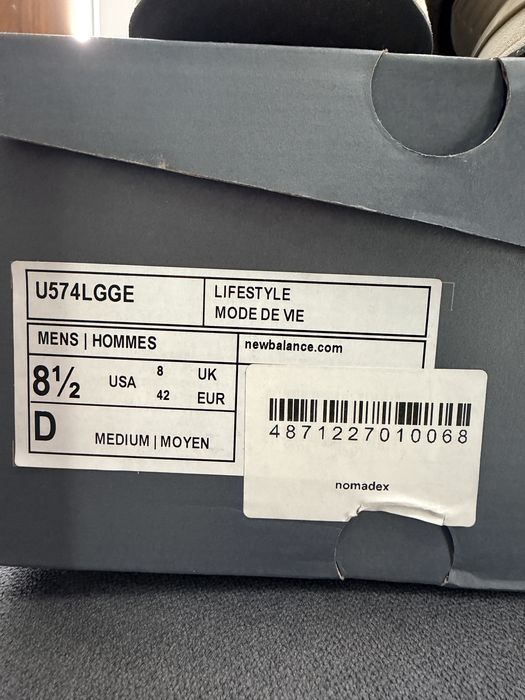 U574LGGE
LIFESTYLE
MODE DE VIE
MENS | HOMMES
newbalance.com
8½ USA 8 UK
42 EUR
D MEDIUM | MOYEN
4871227010068
nomadex